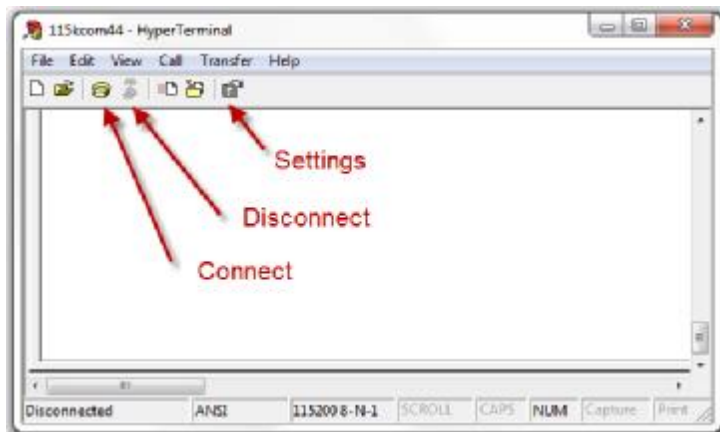 115kcom44 - HyperTerminal
File Edit View Call Transfer Help
Settings
Disconnect
Connect
Disconnected ANSI 115200 8-N-1 SCROLL CAPS NUM Capture Print